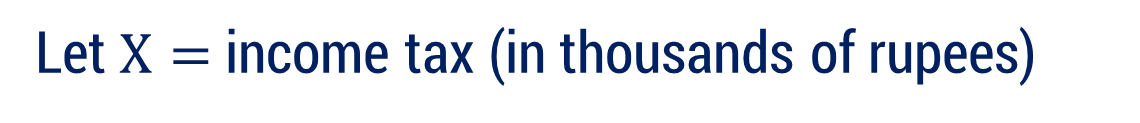 Let X = income tax (in thousands of rupees)